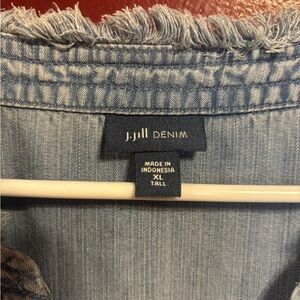 J.Jill DENIM
MADE IN
INDONESIA
XL
TALL